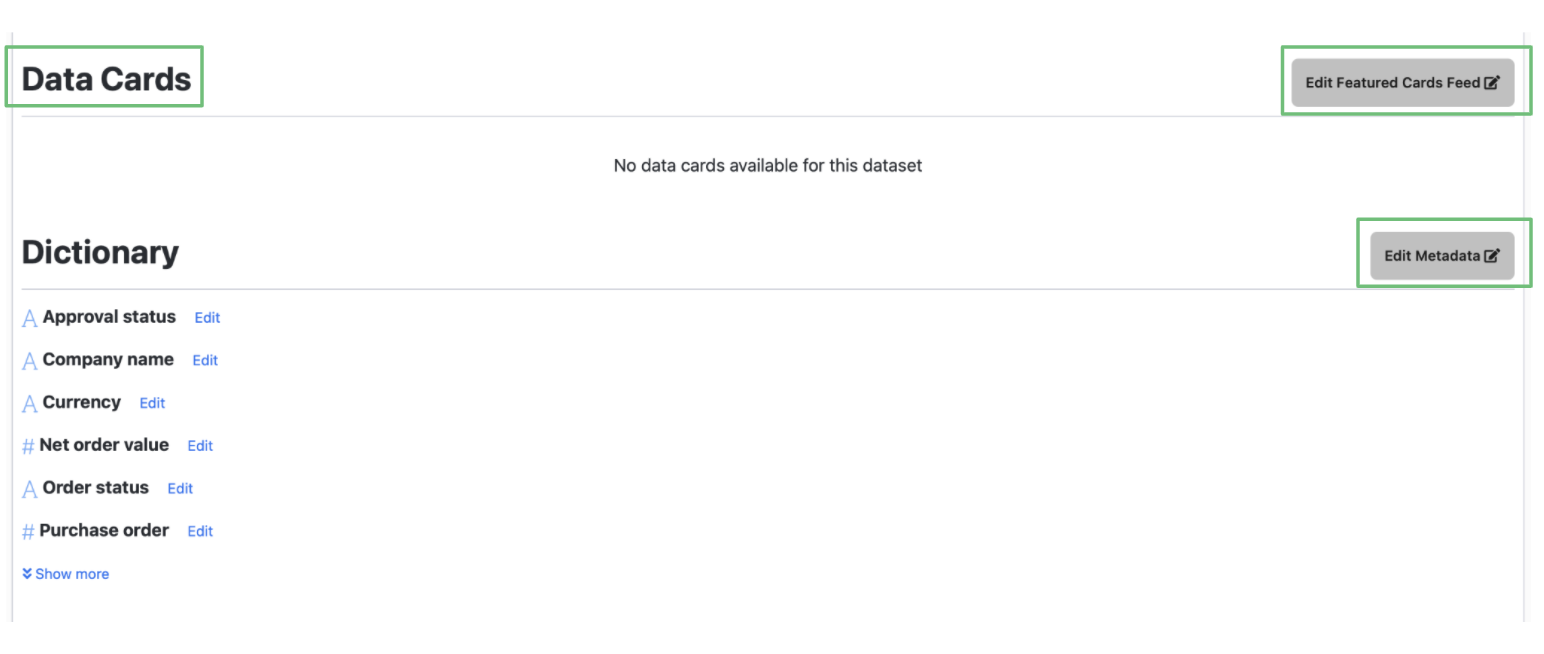 Data Cards
Edit Featured Cards Feed
No data cards available for this dataset
Dictionary
Edit Metadata
A Approval status Edit
A Company name Edit
A Currency Edit
# Net order value Edit
A Order status Edit
# Purchase order Edit
Show more